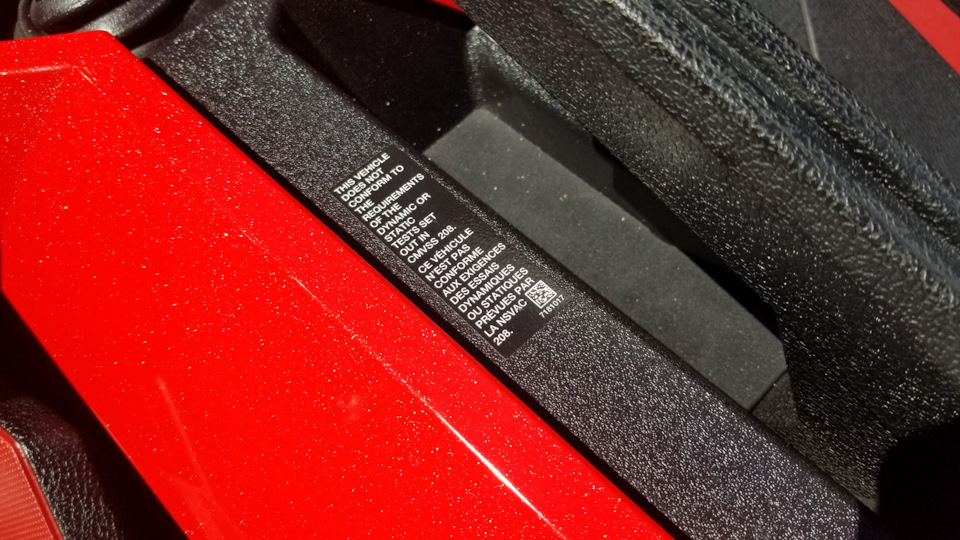 THIS VEHICLE
DOES NOT
CONFORM TO
THE
REQUIREMENTS
OF THE
DYNAMIC OR
STATIC
TESTS SET
OUT IN
CMVSS 208.
CE VÉHICULE
N'EST PAS
CONFORME
AUX EXIGENCES
DES ESSAIS
DYNAMIQUES
OU STATIQUES
PRÉVUES PAR
LA NSVAC
208.
7181017